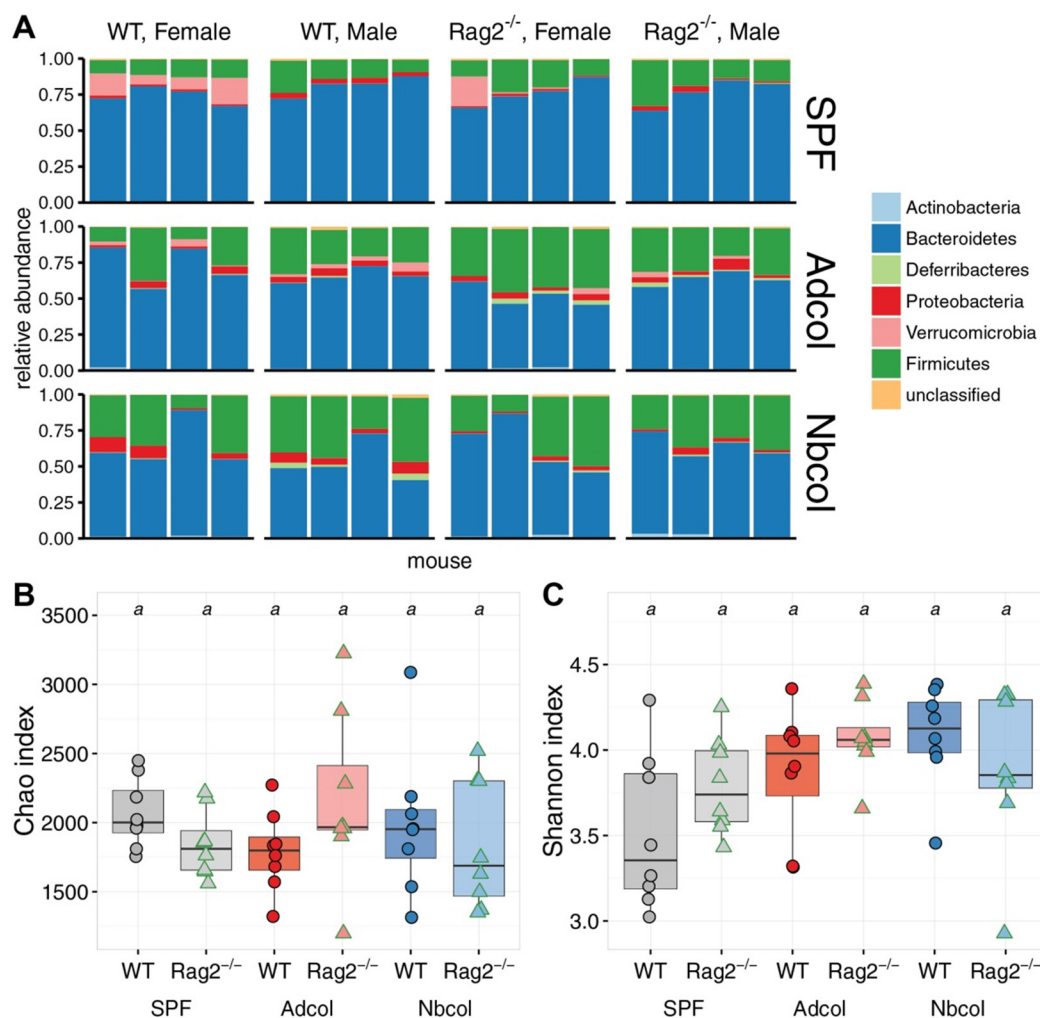 A
WT, Female
WT, Male
Rag2-/-, Female
Rag2-/-, Male
1.00
0.75
0.50
0.25
0.00
SPF
relative abundance
1.00
0.75
0.50
0.25
0.00
Adcol
1.00
0.75
0.50
0.25
0.00
Nbcol
mouse
Actinobacteria
Bacteroidetes
Deferribacteres
Proteobacteria
Verrucomicrobia
Firmicutes
unclassified
B
a a a a a a
Chao index
3500
3000
2500
2000
1500
WT Rag2−/− WT Rag2−/− WT Rag2−/−
SPF Adcol Nbcol
C
a a a a a a
Shannon index
4.5
4.0
3.5
3.0
WT Rag2−/− WT Rag2−/− WT Rag2−/−
SPF Adcol Nbcol